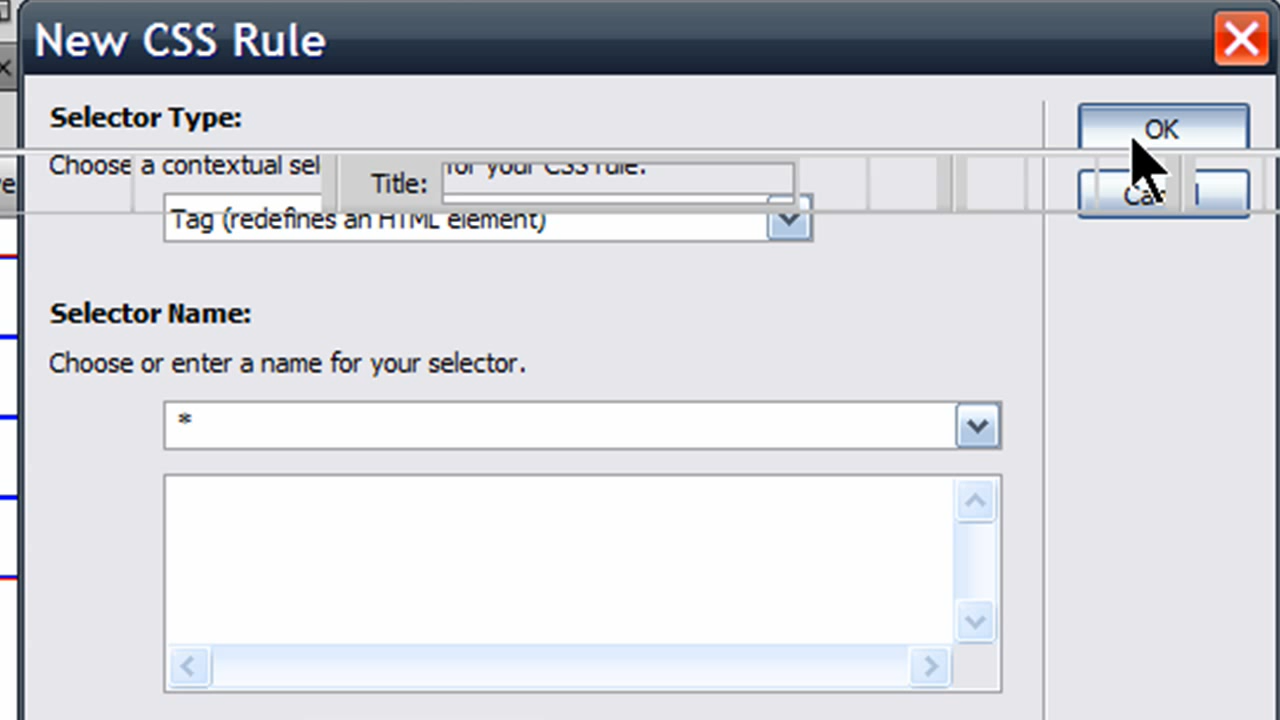 New CSS Rule
Selector Type:
OK
Choose a contextual sel for your CSS rule.
Title:
Tag (redefines an HTML element)
Selector Name:
Choose or enter a name for your selector.
*